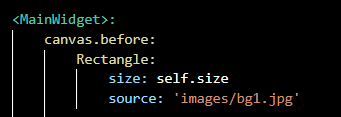 <MainWidget>:
    canvas.before:
        Rectangle:
            size: self.size
            source: 'images/bg1.jpg'